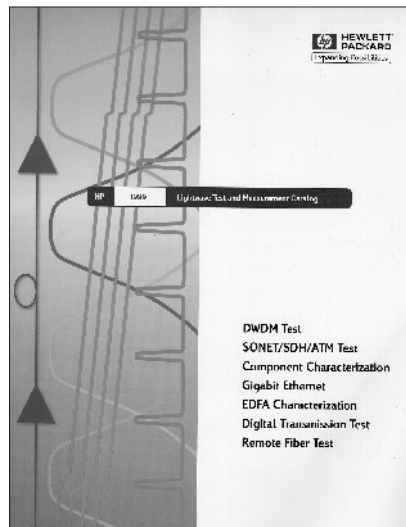 hp HEWLETT
PACKARD
Expanding Possibilities
HP 1999 Lightwave Test and Measurement Catalog
DWDM Test
SONET/SDH/ATM Test
Component Characterization
Gigabit Ethernet
EDFA Characterization
Digital Transmission Test
Remote Fiber Test